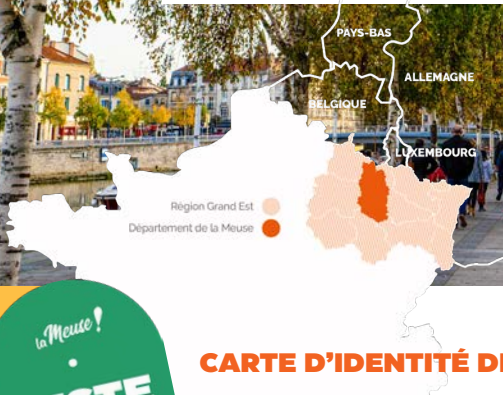 PAYS-BAS
ALLEMAGNE
BELGIQUE
LUXEMBOURG
Région Grand Est
Département de la Meuse
la Meuse!
CARTE D'IDENTITÉ